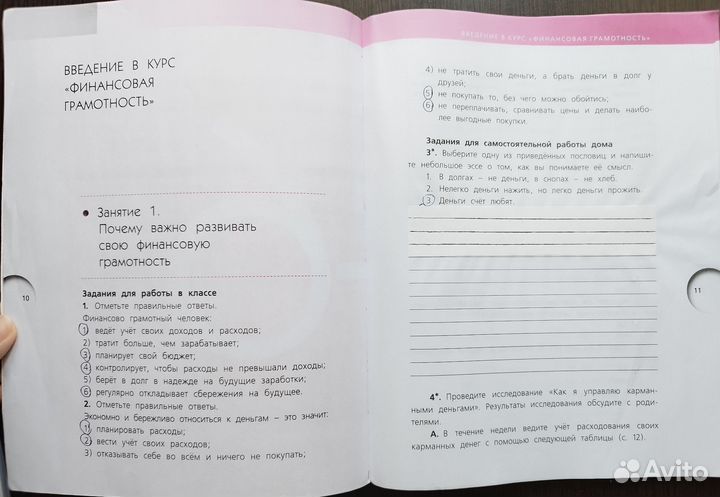 ВВЕДЕНИЕ В КУРС
«ФИНАНСОВАЯ
ГРАМОТНОСТЬ»
• Занятие 1.
Почему важно развивать
свою финансовую
грамотность
Задания для работы в классе
1. Отметьте правильные ответы.
Финансово грамотный человек:
1) ведёт учёт своих доходов и расходов;
2) тратит больше, чем зарабатывает;
3) планирует свой бюджет;
4) контролирует, чтобы расходы не превышали доходы;
5) берёт в долг в надежде на будущие заработки;
6) регулярно откладывает сбережения на будущее.
2. Отметьте правильные ответы.
Экономно и бережливо относиться к деньгам – это значит:
1) планировать расходы;
2) вести учёт своих расходов;
3) отказывать себе во всём и ничего не покупать;
10
ВВЕДЕНИЕ В КУРС «ФИНАНСОВАЯ ГРАМОТНОСТЬ»
4) не тратить свои деньги, а брать деньги в долг у
друзей;
5) не покупать то, без чего можно обойтись;
6) не переплачивать, сравнивать цены и делать наибо-
лее выгодные покупки.
Задания для самостоятельной работы дома
3*. Выберите одну из приведённых пословиц и напиши-
те небольшое эссе о том, как вы понимаете её смысл.
1. В долгах – не деньги, в снопах – не хлеб.
2. Нелегко деньги нажить, но легко деньги прожить.
3) Деньги счёт любят.
4*. Проведите исследование «Как я управляю карман-
ными деньгами». Результаты исследования обсудите с роди-
телями.
А. В течение недели ведите учёт расходования своих
карманных денег с помощью следующей таблицы (с. 12).
11
Avito